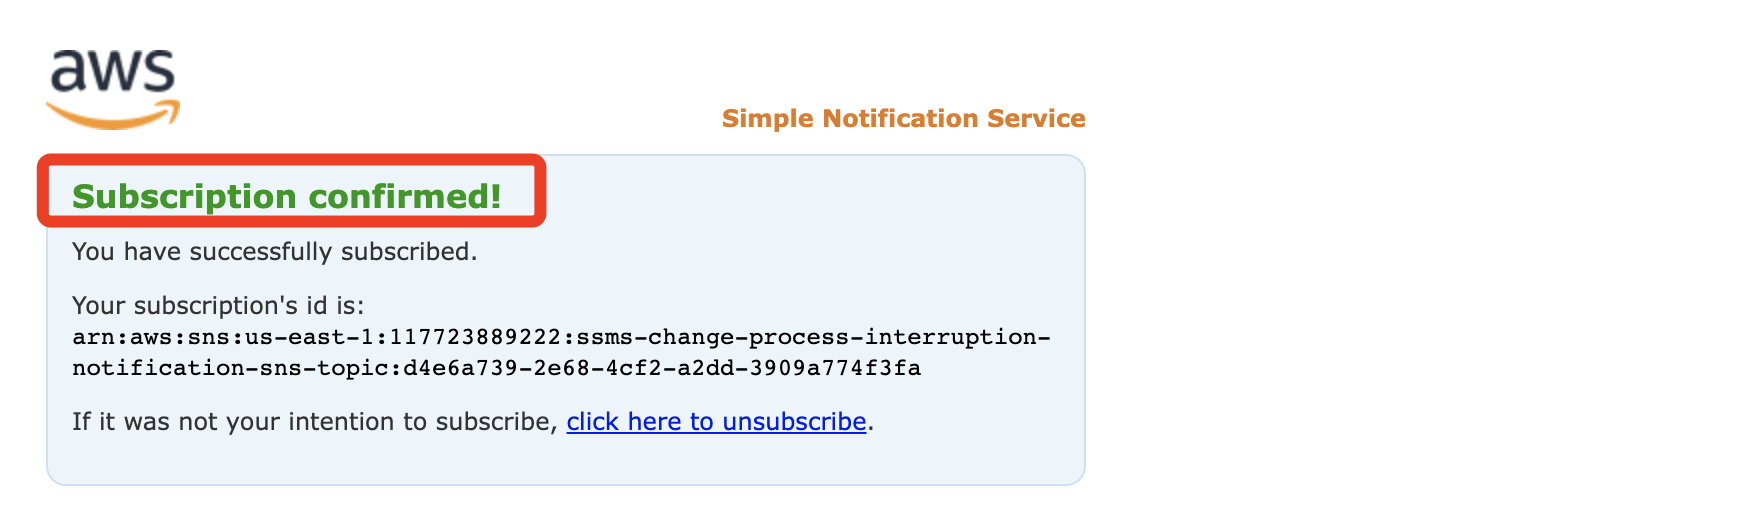 aws
Simple Notification Service
Subscription confirmed!
You have successfully subscribed.
Your subscription's id is:
arn:aws:sns:us-east-1:117723889222:ssms-change-process-interruption-
notification-sns-topic:d4e6a739-2e68-4cf2-a2dd-3909a774f3fa
If it was not your intention to subscribe, click here to unsubscribe.